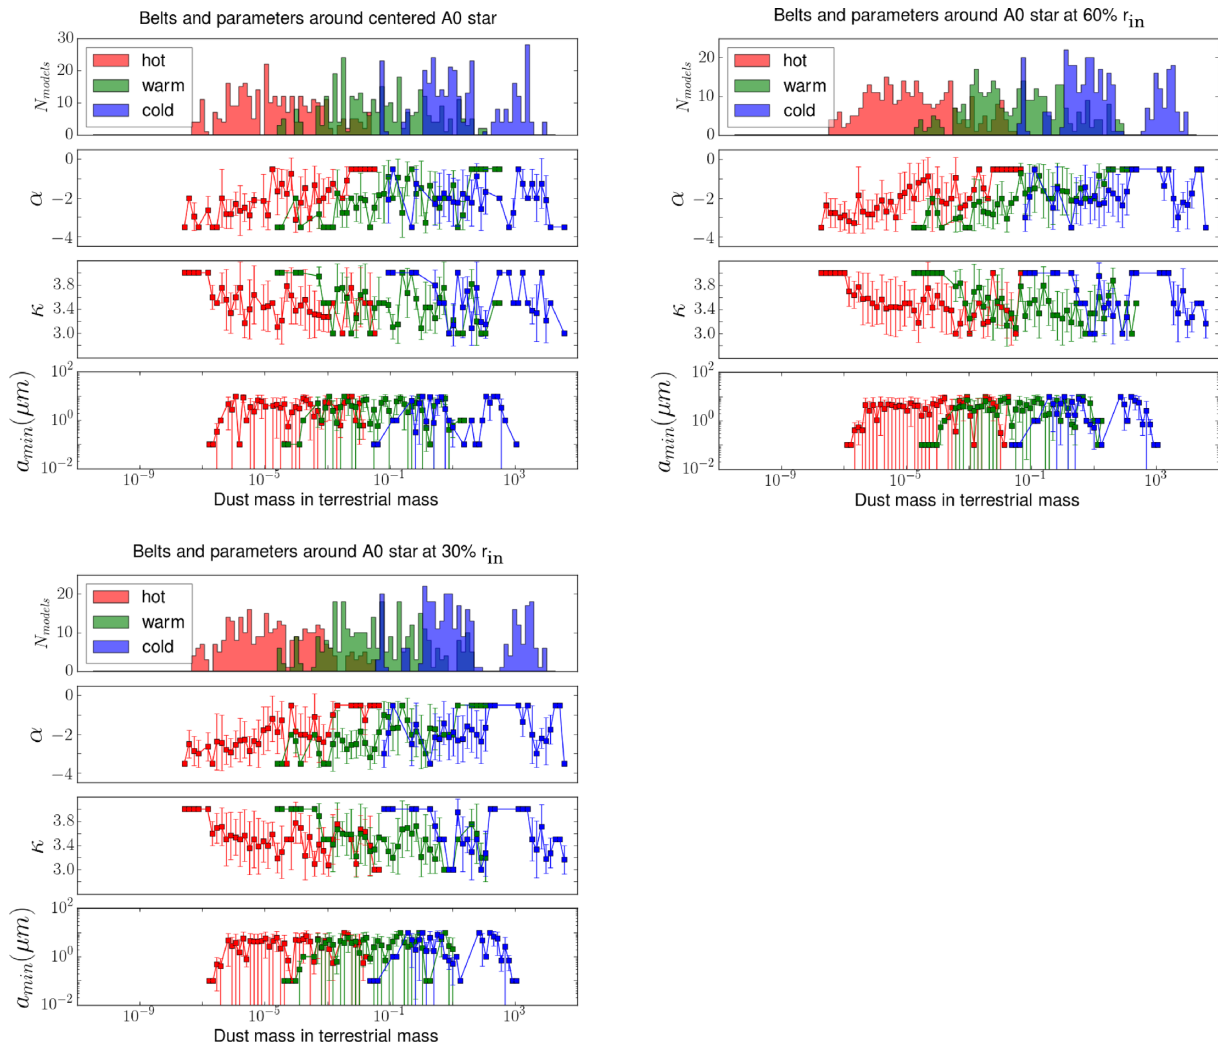 Belts and parameters around centered A0 star
30
20
10
0
N_models
hot
warm
cold
0
−2
−4
α
3.8
3.4
3.0
κ
10^2
10^0
10^−2
a_min(μm)
10^−9
10^−5
10^−1
10^3
Dust mass in terrestrial mass
Belts and parameters around A0 star at 60% r_in
20
10
0
N_models
hot
warm
cold
0
−2
−4
α
3.8
3.4
3.0
κ
10^2
10^0
10^−2
a_min(μm)
10^−9
10^−5
10^−1
10^3
Dust mass in terrestrial mass
Belts and parameters around A0 star at 30% r_in
20
10
0
N_models
hot
warm
cold
0
−2
−4
α
3.8
3.4
3.0
κ
10^2
10^0
10^−2
a_min(μm)
10^−9
10^−5
10^−1
10^3
Dust mass in terrestrial mass